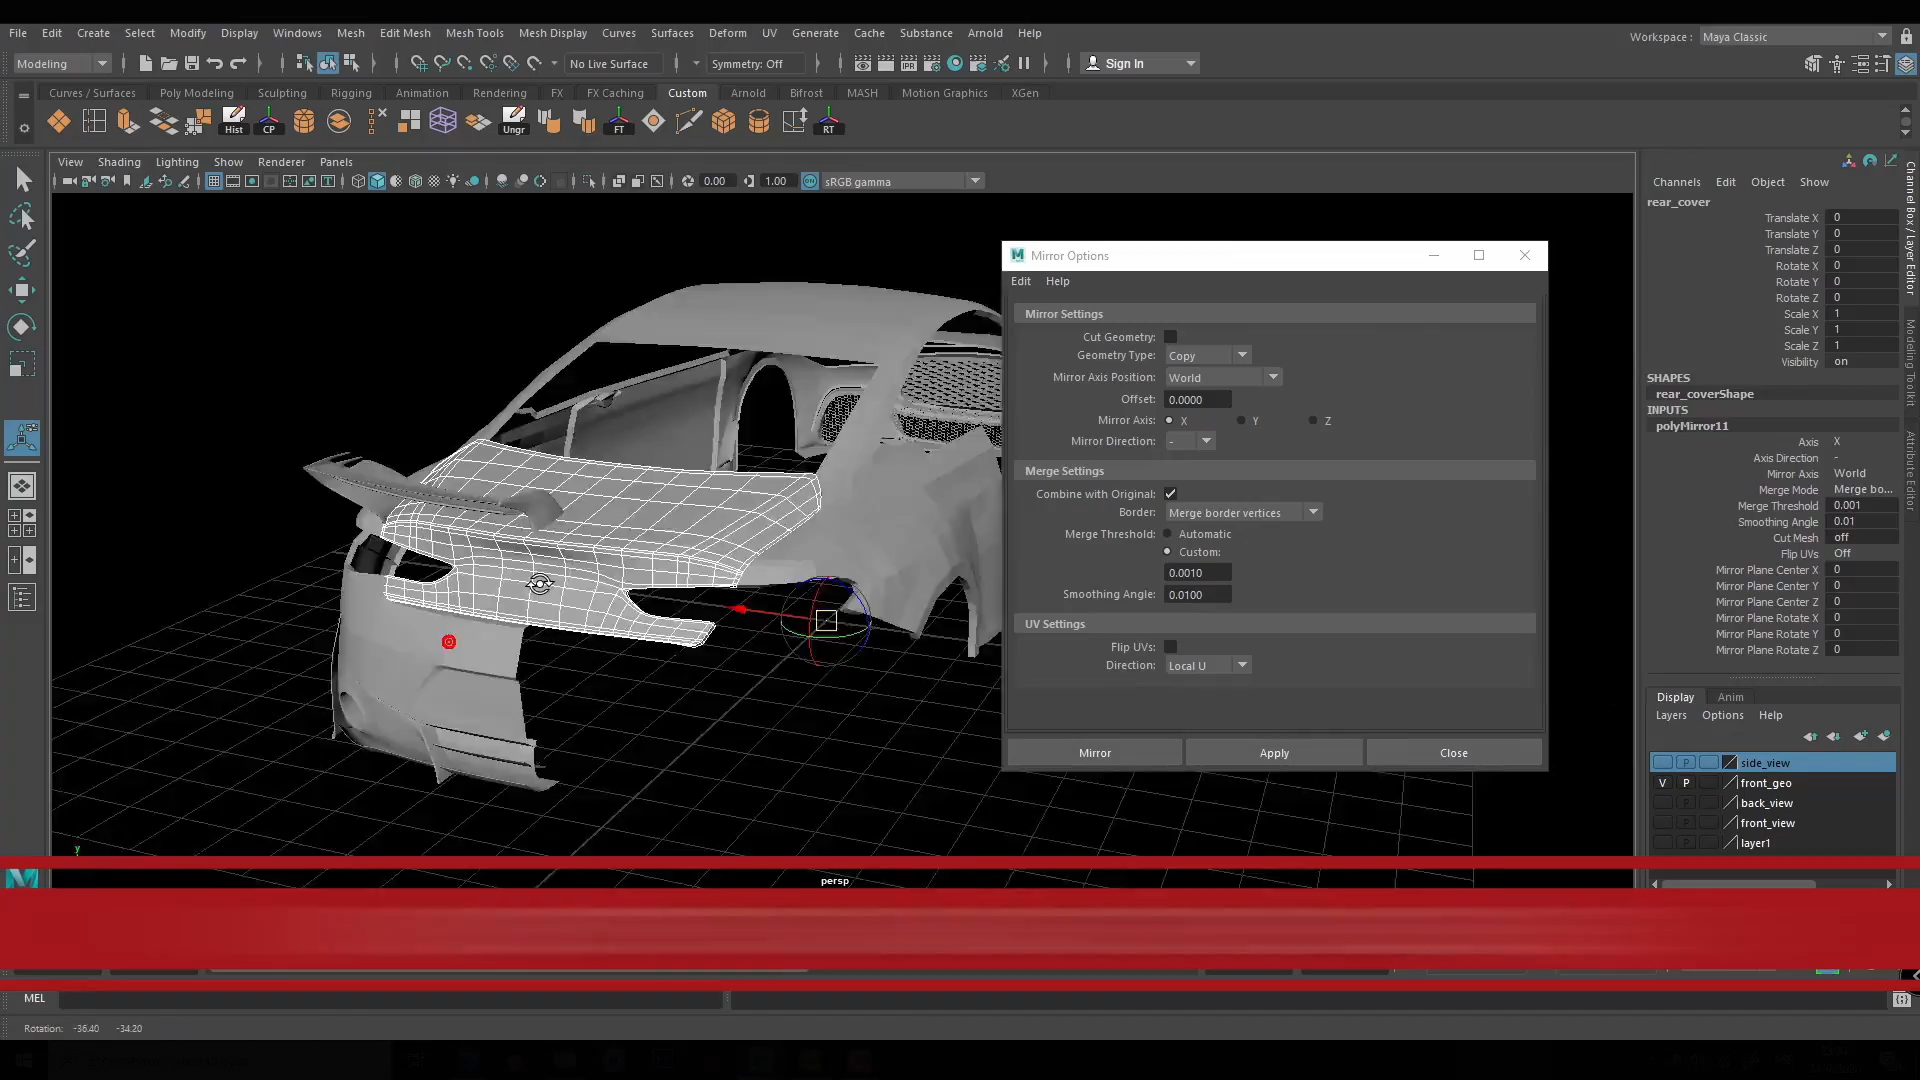 File Edit Create Select Modify Display Windows Mesh Edit Mesh Mesh Tools Mesh Display Curves Surfaces Deform UV Generate Cache Substance Arnold Help
Workspace : Maya Classic
Modeling
No Live Surface
Symmetry: Off
Sign In
Curves / Surfaces Poly Modeling Sculpting Rigging Animation Rendering FX FX Caching Custom Arnold Bifrost MASH Motion Graphics XGen
Hist CP Ungr FT RT
View Shading Lighting Show Renderer Panels
0.00 1.00 sRGB gamma
Channels Edit Object Show
rear_cover
Translate X 0
Translate Y 0
Translate Z 0
Rotate X 0
Rotate Y 0
Rotate Z 0
Scale X 1
Scale Y 1
Scale Z 1
Visibility on
SHAPES
rear_coverShape
INPUTS
polyMirror11
Axis X
Axis Direction -
Mirror Axis World
Merge Mode Merge bo...
Merge Threshold 0.001
Smoothing Angle 0.01
Cut Mesh off
Flip UVs Off
Mirror Plane Center X 0
Mirror Plane Center Y 0
Mirror Plane Center Z 0
Mirror Plane Rotate X 0
Mirror Plane Rotate Y 0
Mirror Plane Rotate Z 0
Channel Box / Layer Editor
Modeling Toolkit
Attribute Editor
Mirror Options
Edit Help
Mirror Settings
Cut Geometry:
Geometry Type: Copy
Mirror Axis Position: World
Offset: 0.0000
Mirror Axis: X Y Z
Mirror Direction: -
Merge Settings
Combine with Original:
Border: Merge border vertices
Merge Threshold: Automatic
Custom:
0.0010
Smoothing Angle: 0.0100
UV Settings
Flip UVs:
Direction: Local U
Mirror Apply Close
Display Anim
Layers Options Help
P side_view
V P front_geo
P back_view
P front_view
P layer1
y
persp
MEL
Rotation: -36.40 -34.20